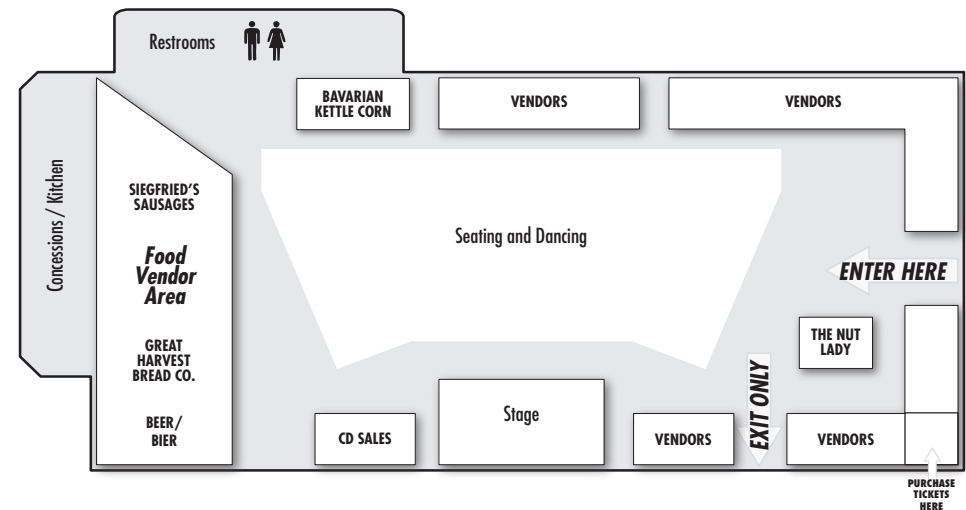 Restrooms
BAVARIAN
KETTLE CORN
VENDORS
VENDORS
Concessions / Kitchen
SIEGFRIED'S
SAUSAGES
Food
Vendor
Area
GREAT
HARVEST
BREAD CO.
BEER/
BIER
Seating and Dancing
ENTER HERE
THE NUT
LADY
EXIT ONLY
CD SALES
Stage
VENDORS
VENDORS
PURCHASE
TICKETS
HERE